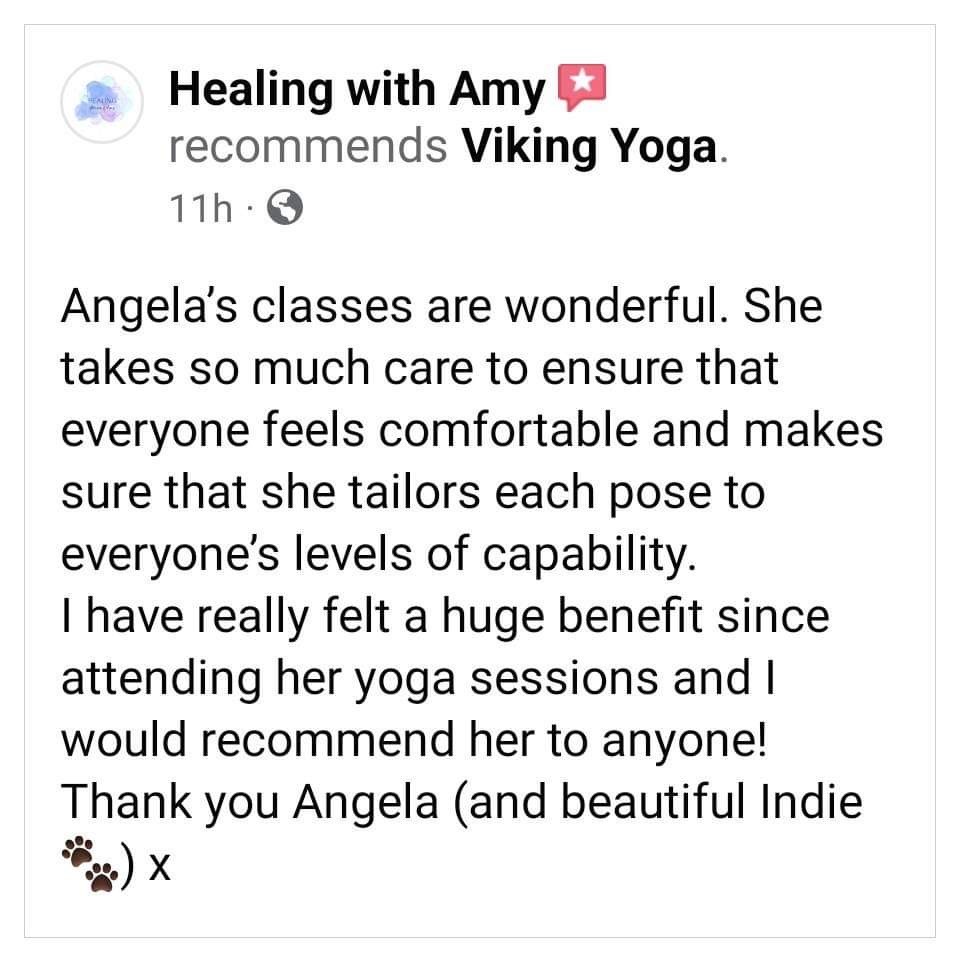 HEALING
Healing with Amy
recommends Viking Yoga.
11h ·
Angela’s classes are wonderful. She
takes so much care to ensure that
everyone feels comfortable and makes
sure that she tailors each pose to
everyone’s levels of capability.
I have really felt a huge benefit since
attending her yoga sessions and I
would recommend her to anyone!
Thank you Angela (and beautiful Indie
🐾) x